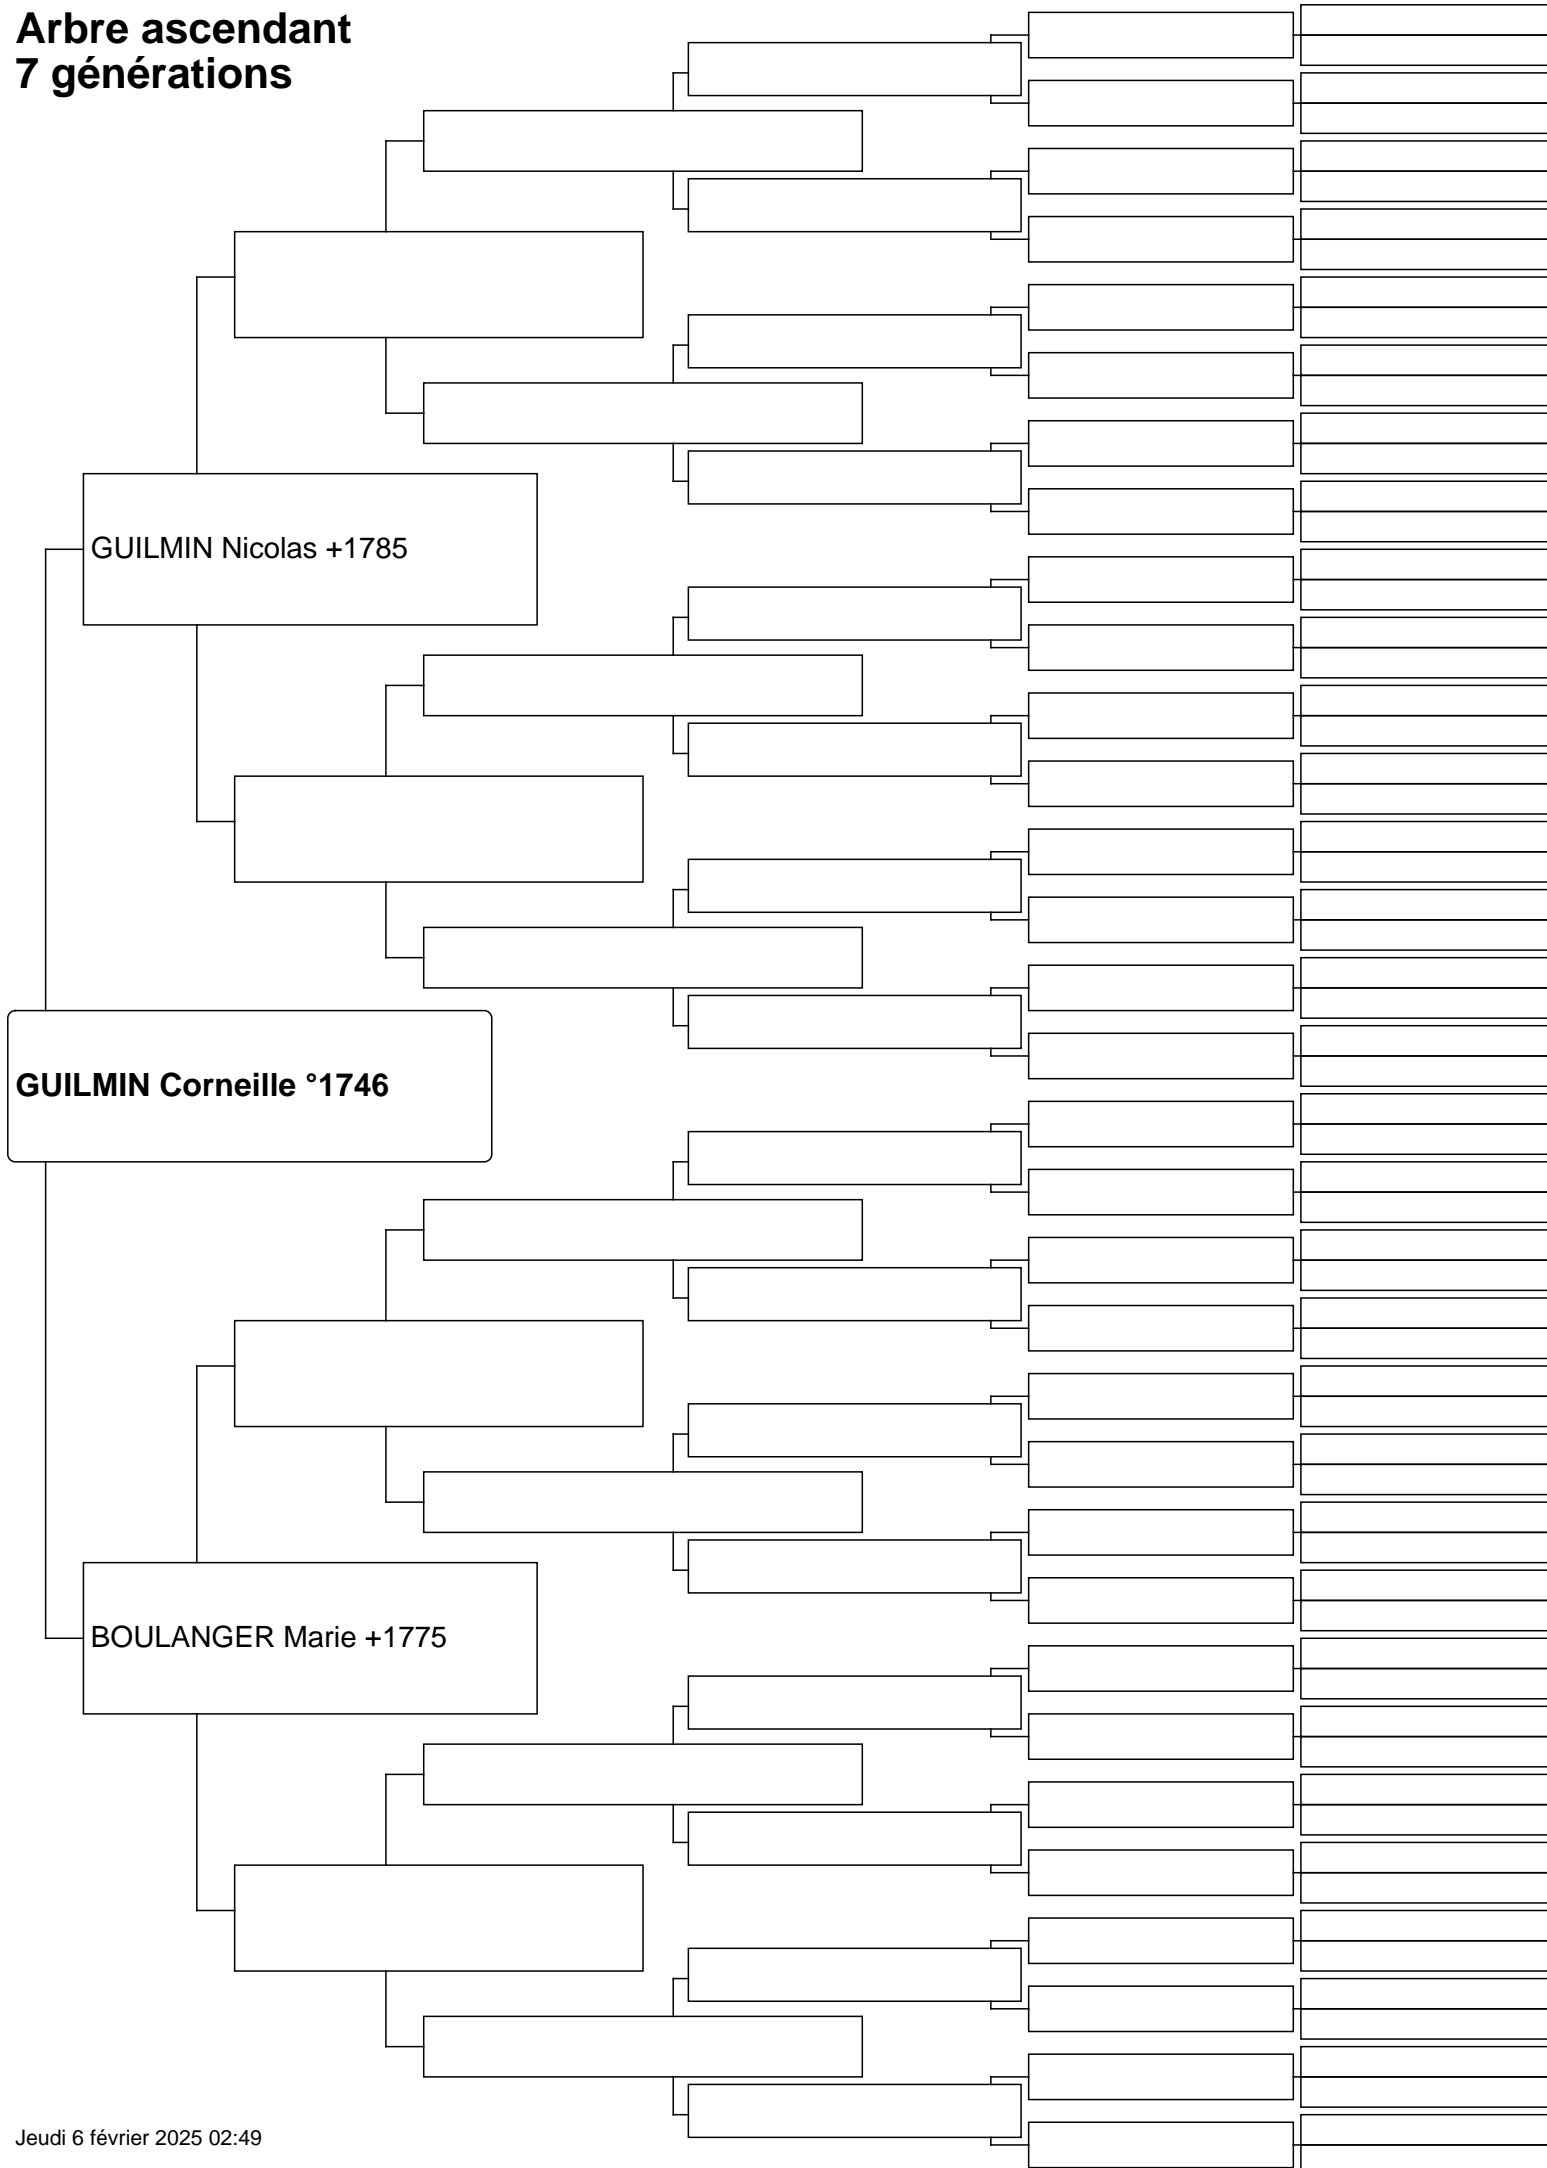 Arbre ascendant
7 générations
GUILMIN Nicolas +1785
GUILMIN Corneille °1746
BOULANGER Marie +1775
Jeudi 6 février 2025 02:49